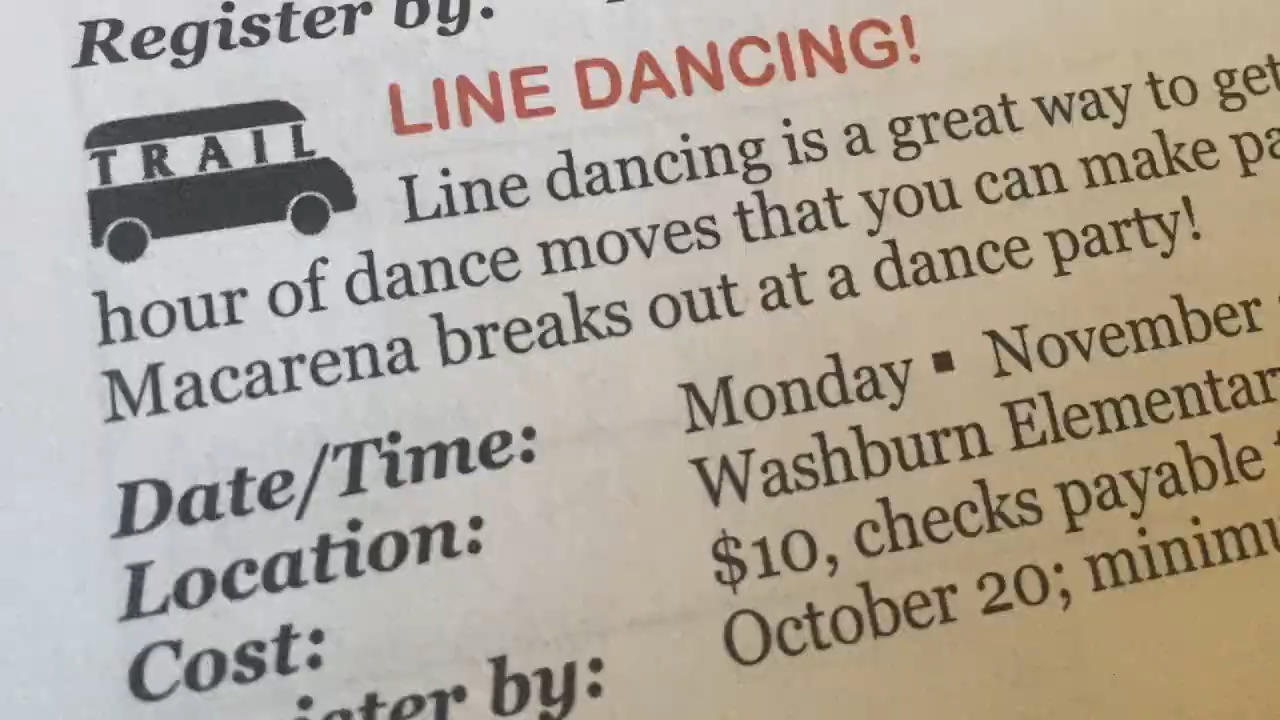 Register by:
LINE DANCING!
TRAIL
Line dancing is a great way to get
hour of dance moves that you can make
Macarena breaks out at a dance party!
Date/Time: Monday ▪ November
Location: Washburn Elementar
Cost: $10, checks payable
ister by: October 20; minimu